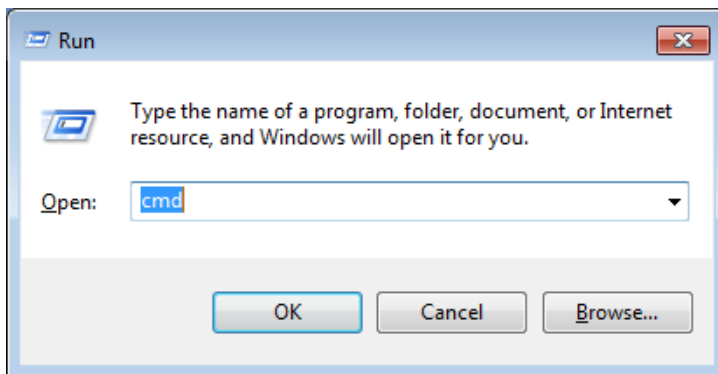 Run
Type the name of a program, folder, document, or Internet
resource, and Windows will open it for you.
Open:
cmd
OK
Cancel
Browse...